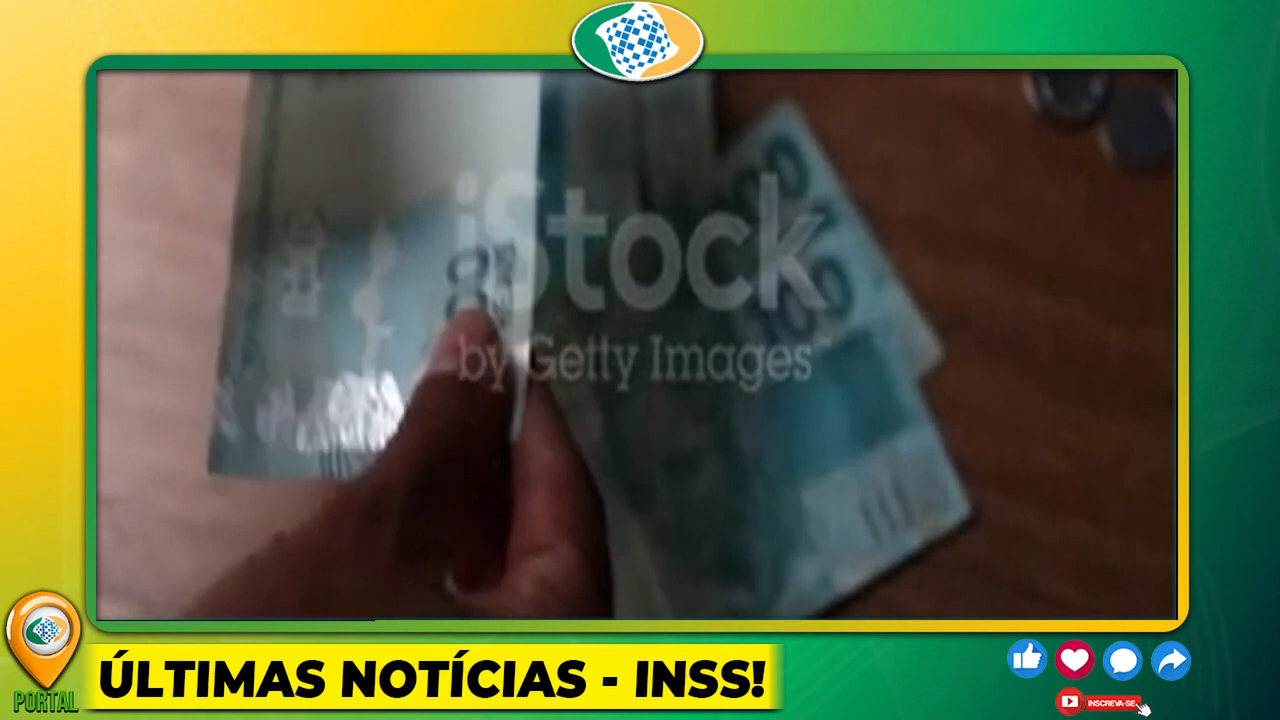 iStock
by Getty Images
ÚLTIMAS NOTÍCIAS - INSS!
PORTAL
INSCREVA-SE